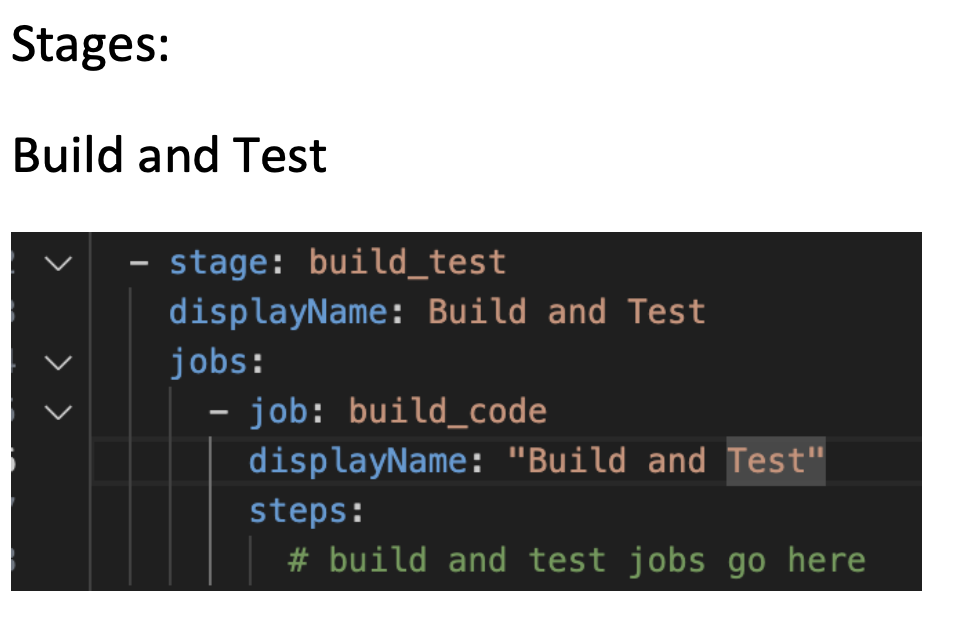 Stages:
Build and Test
- stage: build_test
displayName: Build and Test
jobs:
- job: build_code
displayName: "Build and Test"
steps:
# build and test jobs go here